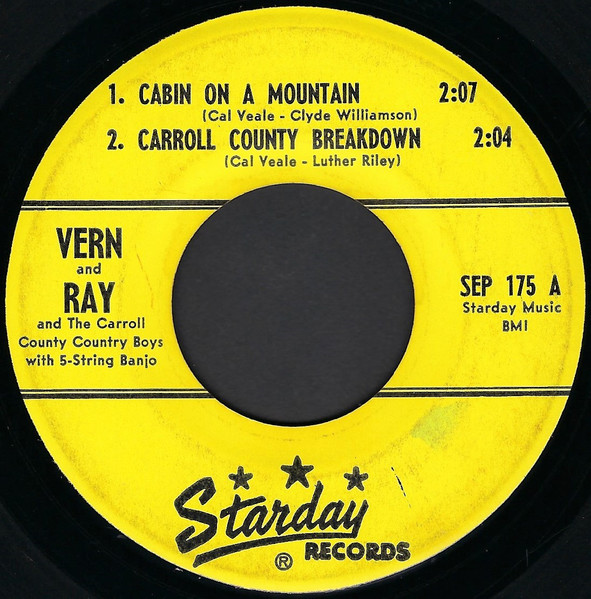 1. CABIN ON A MOUNTAIN 2:07
(Cal Veale - Clyde Williamson)
2. CARROLL COUNTY BREAKDOWN 2:04
(Cal Veale - Luther Riley)
VERN
and
RAY
and The Carroll
County Country Boys
with 5-String Banjo
SEP 175 A
Starday Music
BMI
Starday
® RECORDS